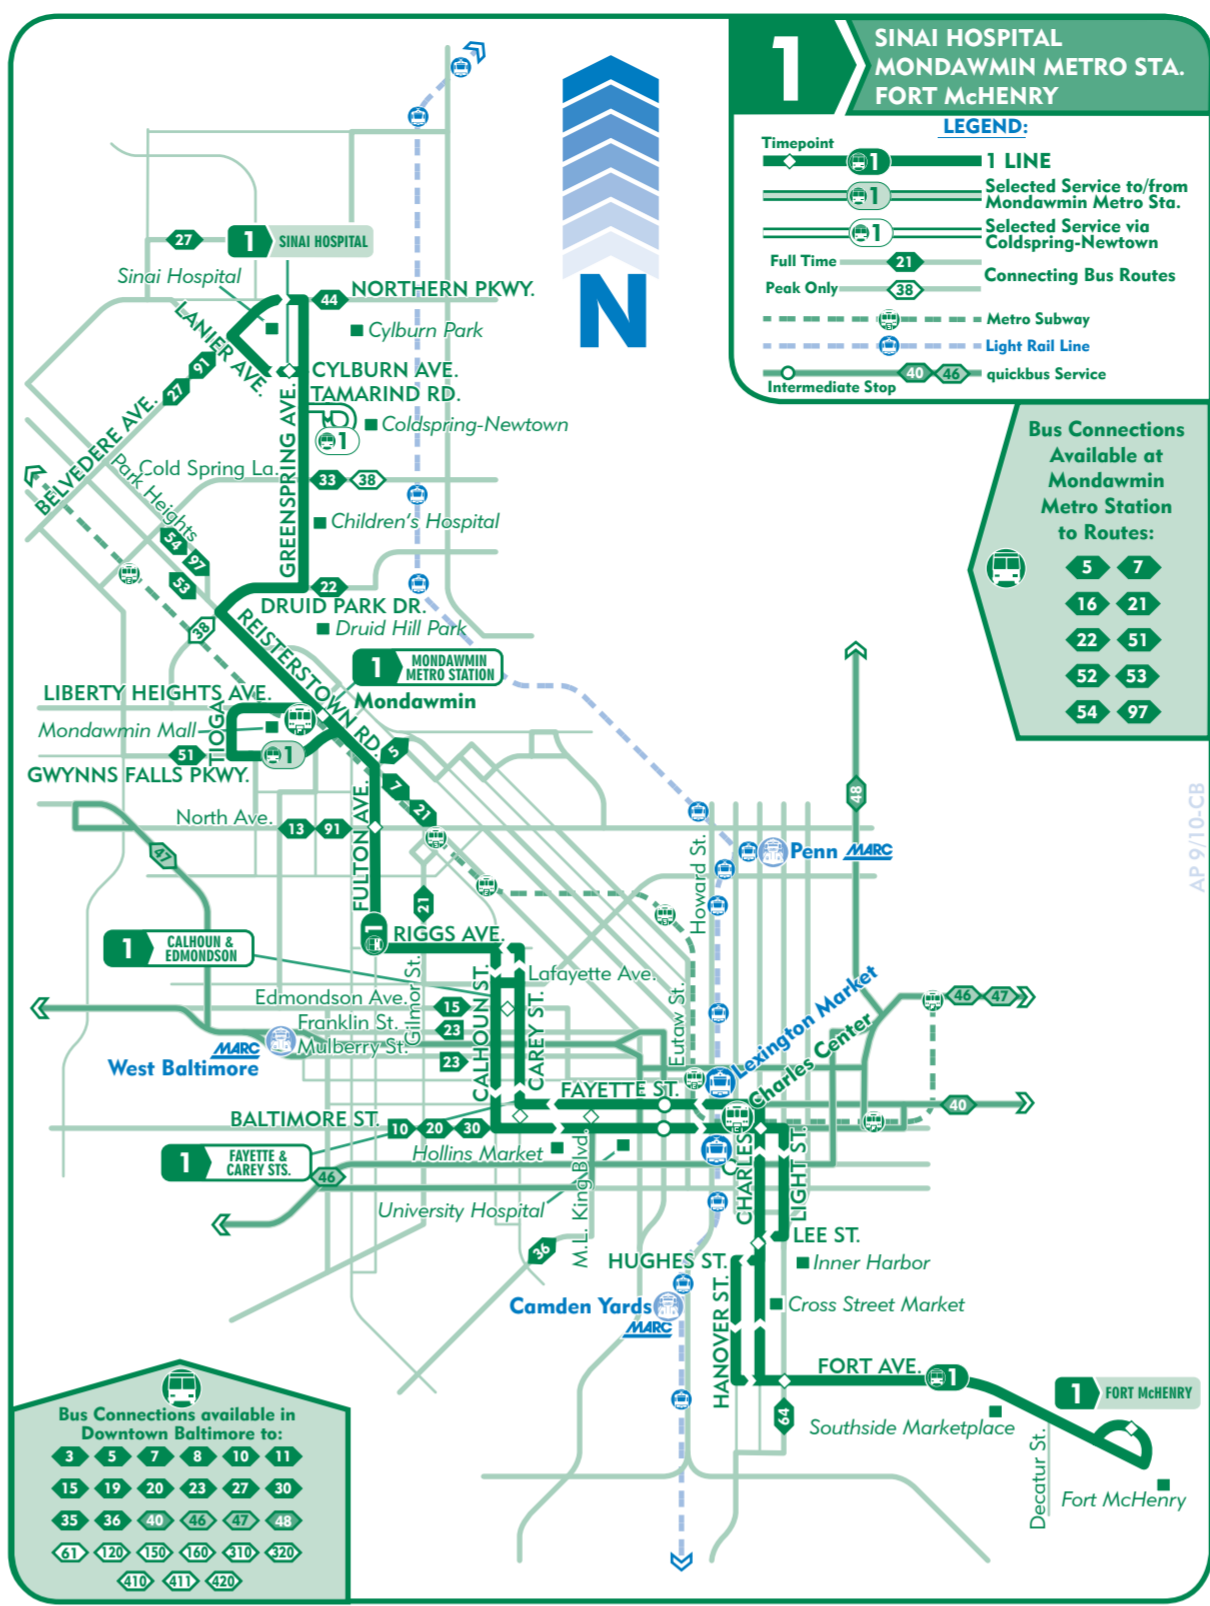 1
SINAI HOSPITAL
MONDAWMIN METRO STA.
FORT McHENRY
LEGEND:
Timepoint
1
1 LINE
1
Selected Service to/from
Mondawmin Metro Sta.
1
Selected Service via
Coldspring-Newtown
Full Time
21
Connecting Bus Routes
Peak Only
38
Metro Subway
Light Rail Line
Intermediate Stop
40
46
quickbus Service
N
Bus Connections
Available at
Mondawmin
Metro Station
to Routes:
5 7
16 21
22 51
52 53
54 97
27
1 SINAI HOSPITAL
Sinai Hospital
44
NORTHERN PKWY.
LANIER AVE.
Cylburn Park
91
27
BELVEDERE AVE.
CYLBURN AVE.
TAMARIND RD.
Coldspring-Newtown
1
GREENSPRING AVE.
Park Heights
Cold Spring La.
33 38
Children's Hospital
54
97
53
22
DRUID PARK DR.
Druid Hill Park
38
REISTERSTOWN RD.
1 MONDAWMIN
METRO STATION
Mondawmin
LIBERTY HEIGHTS AVE.
Mondawmin Mall
TIOGA
51
1
GWYNNS FALLS PKWY.
5
7
21
North Ave.
13 91
FULTON AVE.
47
48
Howard St.
Penn MARC
21
1
RIGGS AVE.
1 CALHOUN &
EDMONDSON
Gilmor St.
Lafayette Ave.
Edmondson Ave.
15
Franklin St.
23
Mulberry St.
23
MARC
West Baltimore
CALHOUN ST.
CAREY ST.
Eutaw St.
Lexington Market
Charles Center
46 47
FAYETTE ST.
40
BALTIMORE ST.
10 20 30
Hollins Market
1 FAYETTE &
CAREY STS.
46
University Hospital
M.L. King Blvd.
36
CHARLES
LIGHT ST.
LEE ST.
HUGHES ST.
Inner Harbor
Camden Yards
MARC
HANOVER ST.
Cross Street Market
FORT AVE.
1
64
Southside Marketplace
1 FORT McHENRY
Decatur St.
Fort McHenry
Bus Connections available in
Downtown Baltimore to:
3 5 7 8 10 11
15 19 20 23 27 30
35 36 40 46 47 48
61 120 150 160 310 320
410 411 420
AP 9/10-CB